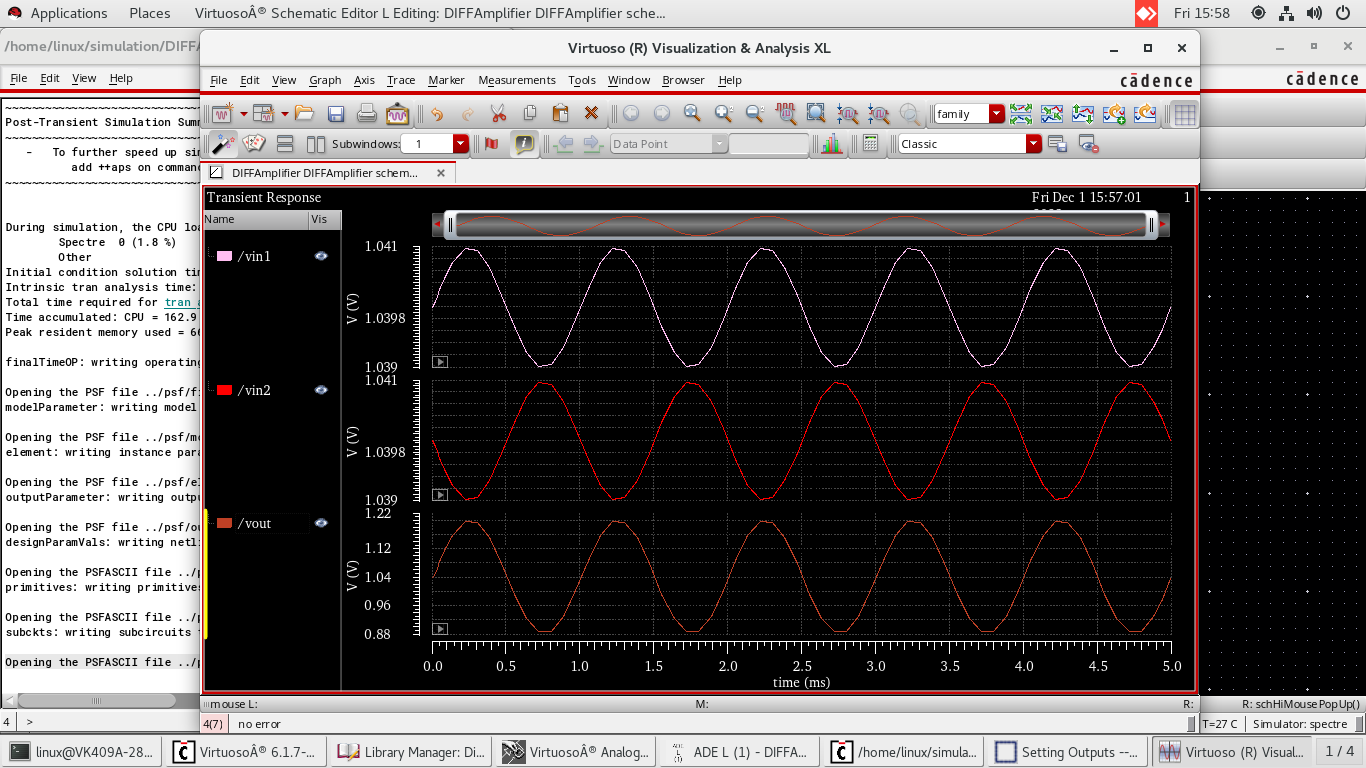 Applications Places VirtuosoÂ® Schematic Editor L Editing: DIFFAmplifier DIFFAmplifier sche... Fri 15:58
/home/linux/simulation/DIFFA
Virtuoso (R) Visualization & Analysis XL
File Edit View Help
File Edit View Graph Axis Trace Marker Measurements Tools Window Browser Help
cādence
cādence
family
Subwindows: 1
Data Point
Classic
DIFFAmplifier DIFFAmplifier schem...
Post-Transient Simulation Sum
- To further speed up si
add ++aps on comman
During simulation, the CPU loa
Spectre 0 (1.8 %)
Other
Initial condition solution ti
Intrinsic tran analysis time:
Total time required for tran a
Time accumulated: CPU = 162.9
Peak resident memory used = 66
finalTimeOP: writing operating
Opening the PSF file ../psf/fi
modelParameter: writing model
Opening the PSF file ../psf/mo
element: writing instance para
Opening the PSF file ../psf/el
outputParameter: writing outpu
Opening the PSF file ../psf/ou
designParamVals: writing netli
Opening the PSFASCII file ../p
primitives: writing primitives
Opening the PSFASCII file ../p
subckts: writing subcircuits
Opening the PSFASCII file ../p
4 >
Transient Response
Fri Dec 1 15:57:01 1
Name Vis
/vin1
1.041
V (V)
1.0398
1.039
/vin2
1.041
V (V)
1.0398
1.039
/vout
1.22
1.12
V (V)
1.04
0.96
0.88
0.0 0.5 1.0 1.5 2.0 2.5 3.0 3.5 4.0 4.5 5.0
time (ms)
mouse L: M: R:
R: schHiMousePopUp()
4(7) no error
T=27 C Simulator: spectre
linux@VK409A-28...
VirtuosoÂ® 6.1.7-...
Library Manager: Di...
VirtuosoÂ® Analog...
ADE L (1) - DIFFA...
/home/linux/simula...
Setting Outputs --...
Virtuoso (R) Visual...
1 / 4